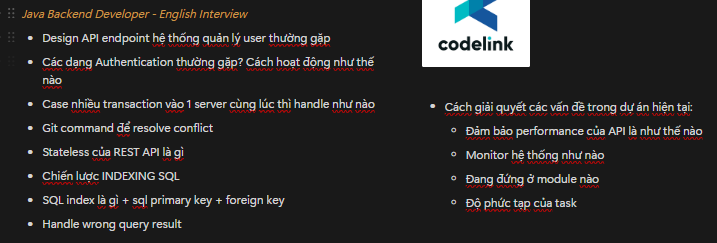 Java Backend Developer - English Interview
Design API endpoint hệ thống quản lý user thường gặp
Các dạng Authentication thường gặp? Cách hoạt động như thế
nào
Case nhiều transaction vào 1 server cùng lúc thì handle như nào
Git command để resolve conflict
Stateless của REST API là gì
Chiến lược INDEXING SQL
SQL index là gì + sql primary key + foreign key
Handle wrong query result
codelink
Cách giải quyết các vấn đề trong dự án hiện tại:
Đảm bảo performance của API là như thế nào
Monitor hệ thống như nào
Đang đứng ở module nào
Độ phức tạp của task